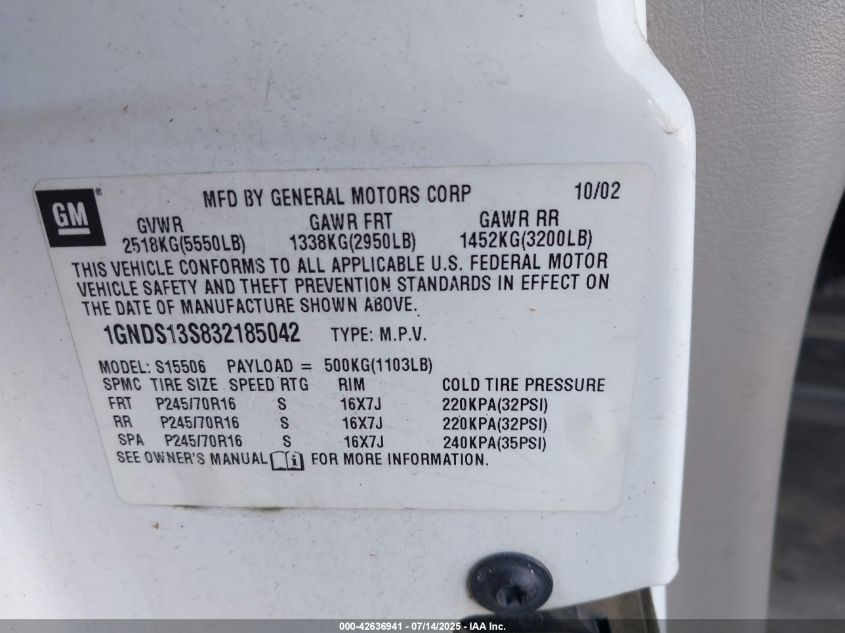 GM ® MFD BY GENERAL MOTORS CORP 10/02
GVWR GAWR FRT GAWR RR
2518KG(5550LB) 1338KG(2950LB) 1452KG(3200LB)
THIS VEHICLE CONFORMS TO ALL APPLICABLE U.S. FEDERAL MOTOR
VEHICLE SAFETY AND THEFT PREVENTION STANDARDS IN EFFECT ON
THE DATE OF MANUFACTURE SHOWN ABOVE.
1GNDS13S832185042 TYPE: M.P.V.
MODEL: S15506 PAYLOAD = 500KG(1103LB)
SPMC TIRE SIZE SPEED RTG RIM COLD TIRE PRESSURE
FRT P245/70R16 S 16X7J 220KPA(32PSI)
RR P245/70R16 S 16X7J 220KPA(32PSI)
SPA P245/70R16 S 16X7J 240KPA(35PSI)
SEE OWNER'S MANUAL FOR MORE INFORMATION.
000-42636941 - 07/14/2025 - IAA Inc.